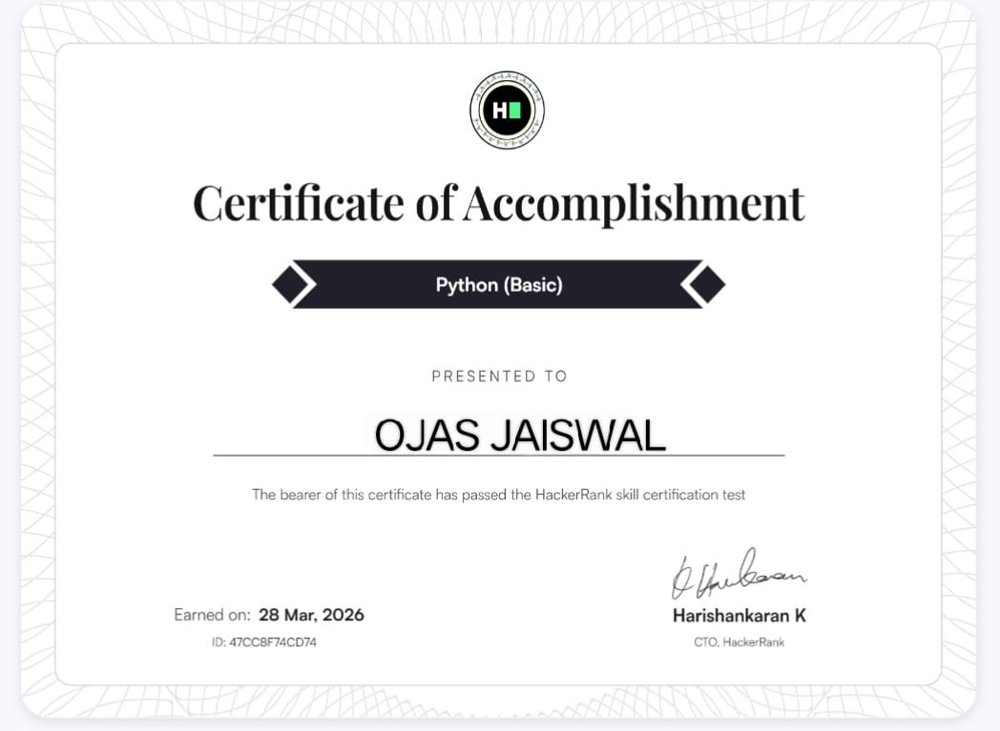 H
Certificate of Accomplishment
Python (Basic)
PRESENTED TO
OJAS JAISWAL
The bearer of this certificate has passed the HackerRank skill certification test
Earned on: 28 Mar, 2026
ID: 47CC8F74CD74
Harishankaran K
CTO, HackerRank